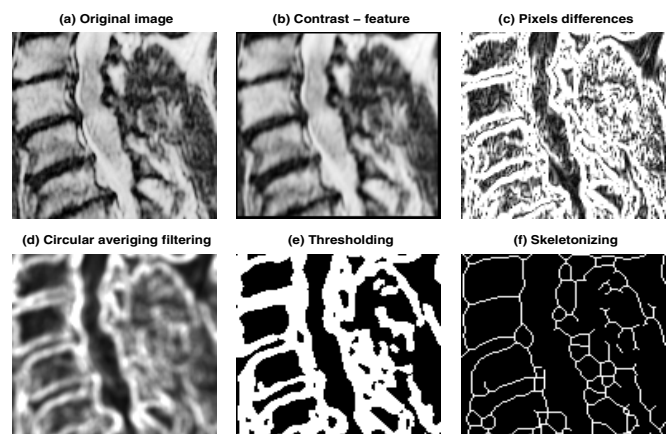 (a) Original image
(b) Contrast – feature
(c) Pixels differences
(d) Circular averiging filtering
(e) Thresholding
(f) Skeletonizing